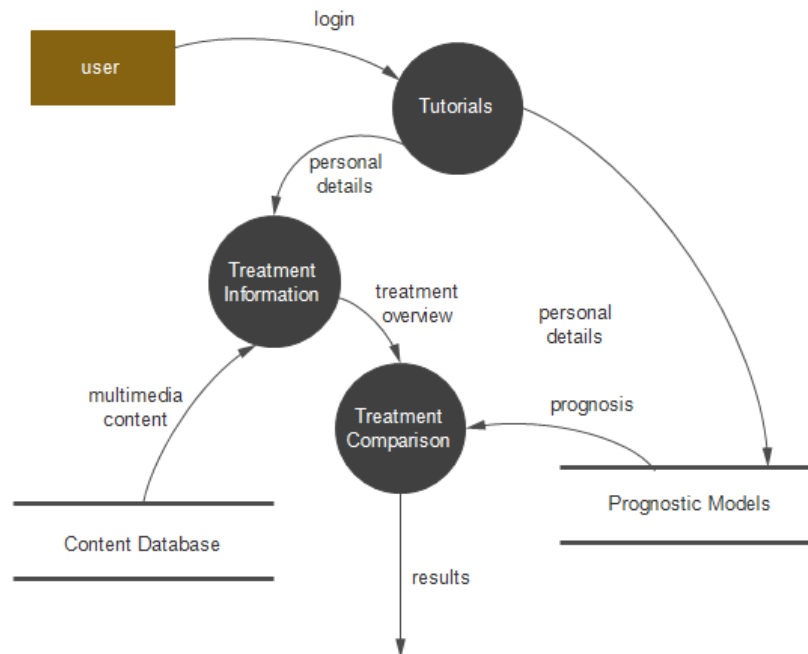 login
user
Tutorials
personal
details
Treatment
Information
treatment
overview
personal
details
multimedia
content
Treatment
Comparison
prognosis
Prognostic Models
Content Database
results